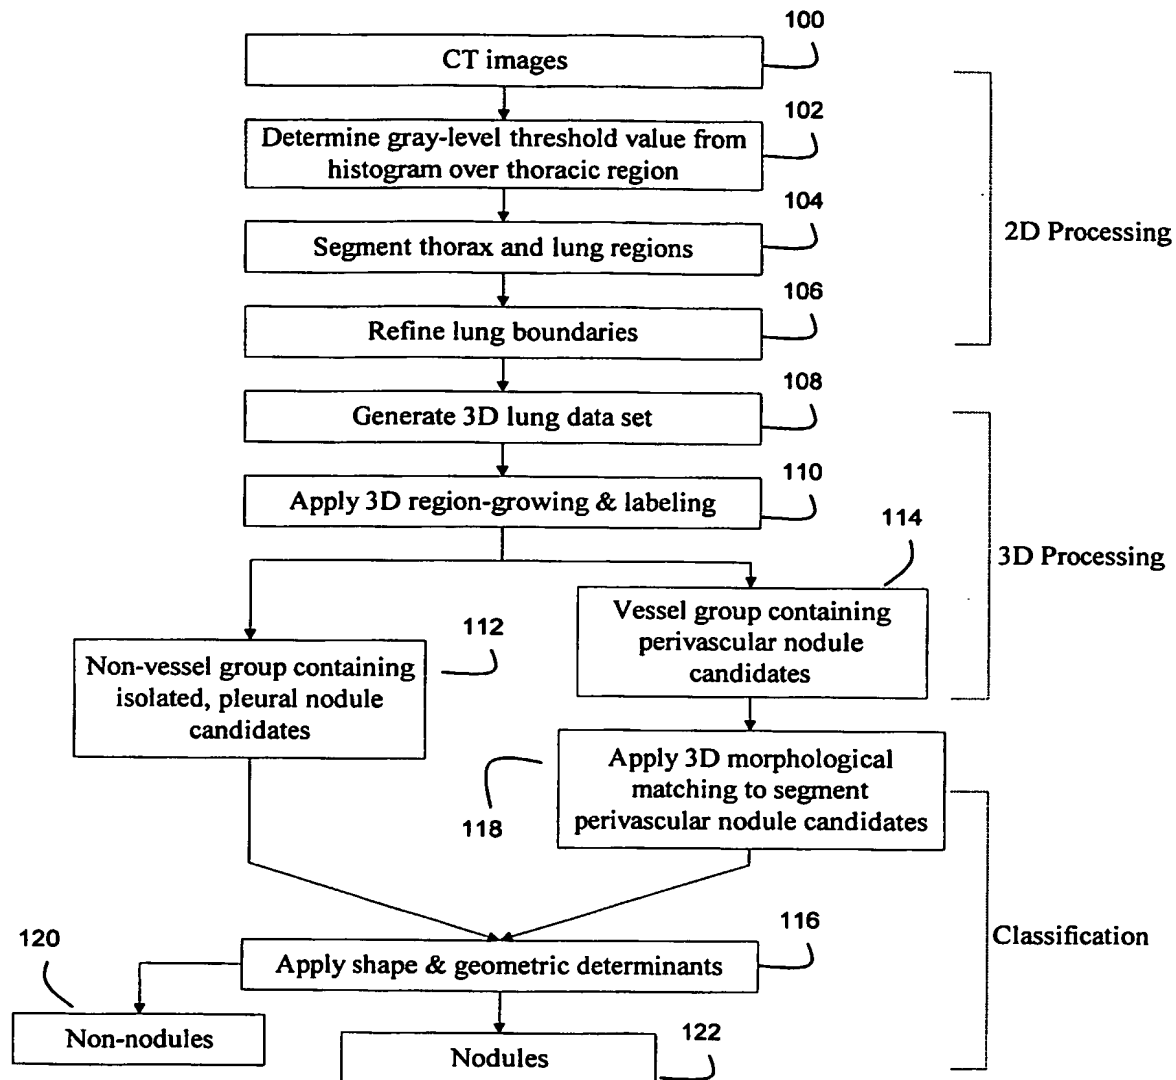 100
CT images
102
Determine gray-level threshold value from
histogram over thoracic region
104
Segment thorax and lung regions
2D Processing
106
Refine lung boundaries
108
Generate 3D lung data set
110
Apply 3D region-growing & labeling
114
3D Processing
Vessel group containing
perivascular nodule
candidates
112
Non-vessel group containing
isolated, pleural nodule
candidates
Apply 3D morphological
matching to segment
perivascular nodule candidates
118
Classification
116
Apply shape & geometric determinants
120
Non-nodules
Nodules
122